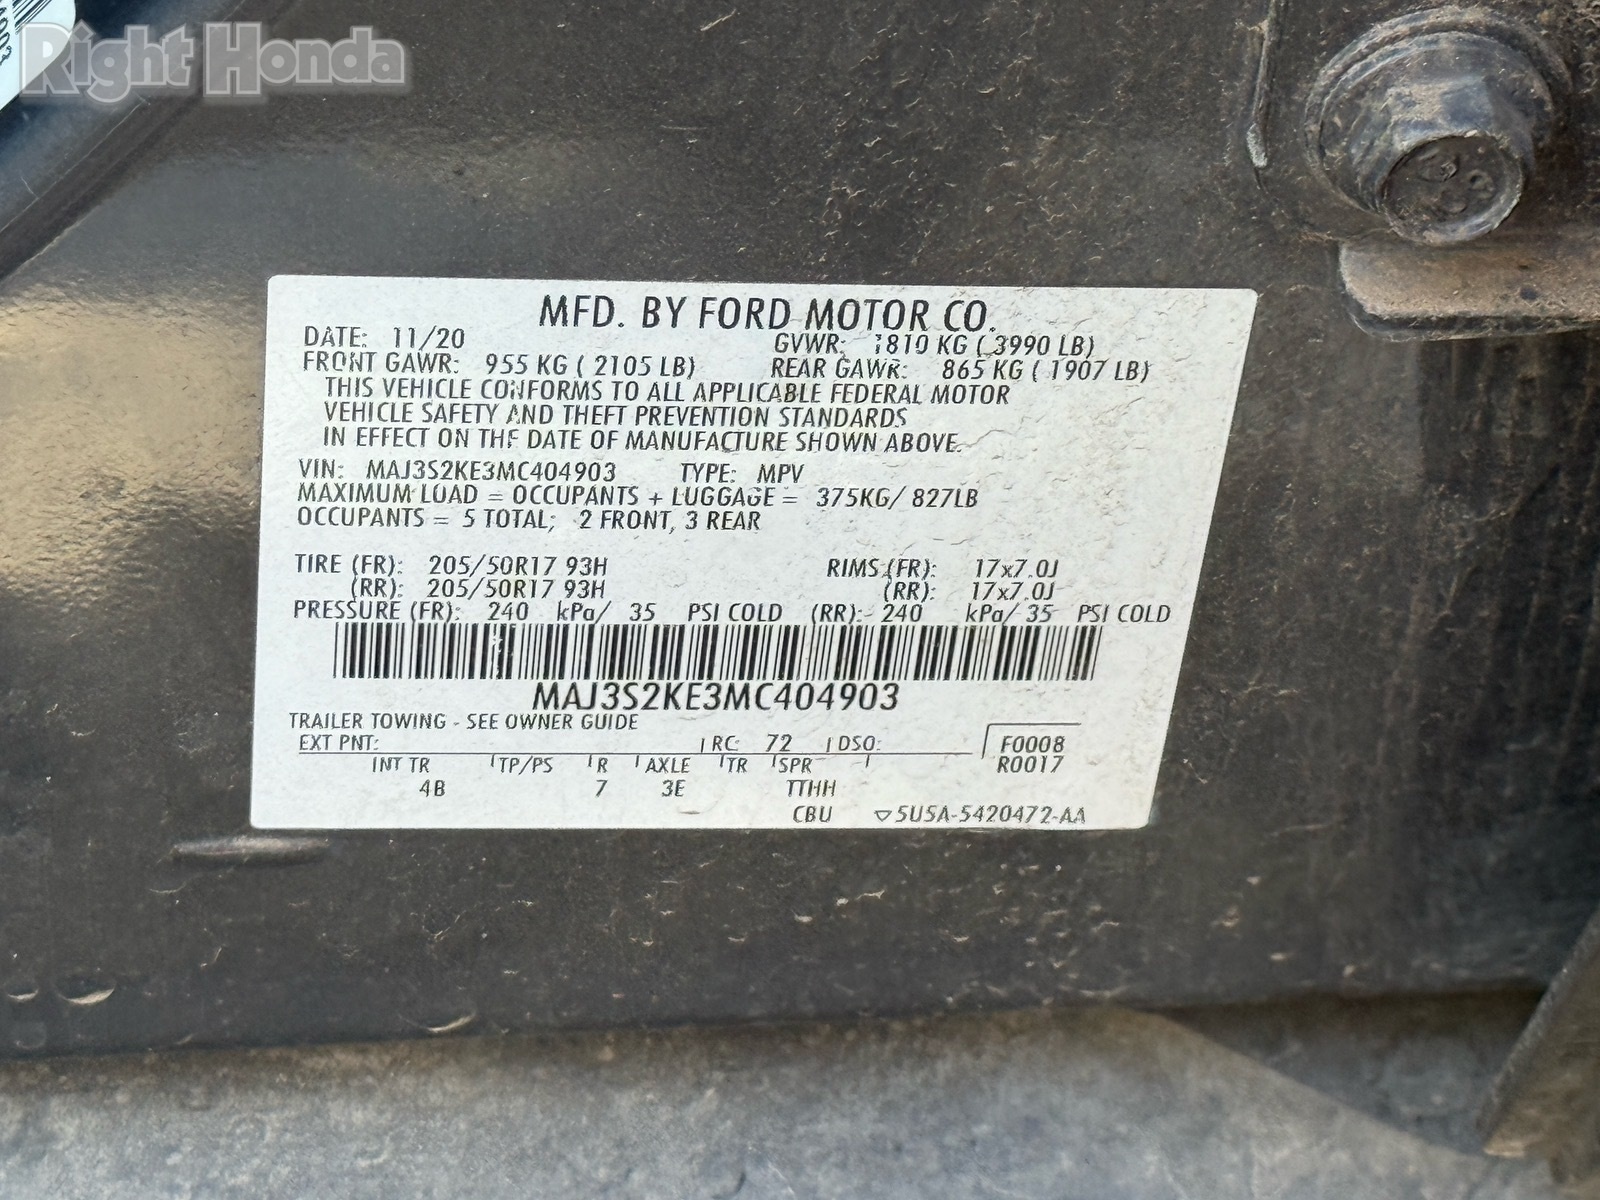 Right Honda
MFD. BY FORD MOTOR CO.
DATE: 11/20 GVWR: 1810 KG ( 3990 LB)
FRONT GAWR: 955 KG ( 2105 LB) REAR GAWR: 865 KG ( 1907 LB)
THIS VEHICLE CONFORMS TO ALL APPLICABLE FEDERAL MOTOR
VEHICLE SAFETY AND THEFT PREVENTION STANDARDS
IN EFFECT ON THE DATE OF MANUFACTURE SHOWN ABOVE.
VIN: MAJ3S2KE3MC404903 TYPE: MPV
MAXIMUM LOAD = OCCUPANTS + LUGGAGE = 375KG/ 827LB
OCCUPANTS = 5 TOTAL; 2 FRONT, 3 REAR
TIRE (FR): 205/50R17 93H RIMS (FR): 17x7.0J
(RR): 205/50R17 93H (RR): 17x7.0J
PRESSURE (FR): 240 kPa/ 35 PSI COLD (RR): 240 kPa/ 35 PSI COLD
MAJ3S2KE3MC404903
TRAILER TOWING - SEE OWNER GUIDE
EXT PNT: RC: 72 DSO: F0008
R0017
INT TR TP/PS R AXLE TR SPR
4B 7 3E TTHH
CBU ▽5U5A-5420472-AA